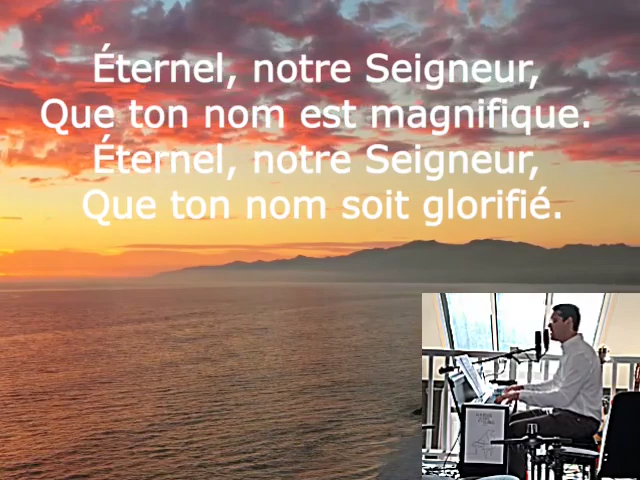 Éternel, notre Seigneur,
Que ton nom est magnifique.
Éternel, notre Seigneur,
Que ton nom soit glorifié.